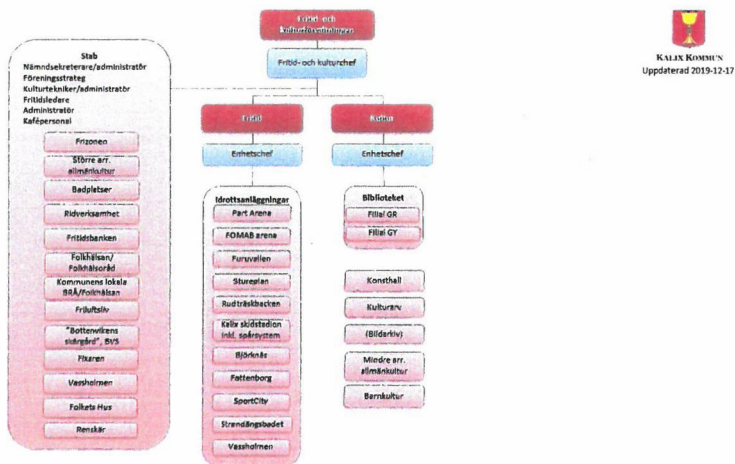 Fritid- och
kulturförvaltningen
Fritid- och kulturchef
KALIX KOMMUN
Uppdaterad 2019-12-17
Stab
Nämndsekreterare/administratör
Föreningsstrateg
Kulturtekniker/administratör
Fritidsledare
Administratör
Kafépersonal
Frizonen
Större arr.
allmänkultur
Badplatser
Ridverksamhet
Fritidsbanken
Folkhälsan/
Folkhälsoråd
Kommunens lokala
BRÅ/Folkhälsan
Friluftsliv
"Bottenvikens
skärgård", BVS
Fixaren
Vassholmen
Folkets Hus
Renskär
Fritid
Enhetschef
Idrottsanläggningar
Part Arena
FOMAB arena
Furuvallen
Stureplan
Rudträskbacken
Kalix skidstadion
inkl. spårsystem
Björknäs
Fattenborg
SportCity
Strandängsbadet
Vassholmen
Kultur
Enhetschef
Biblioteket
Filial GR
Filial GY
Konsthall
Kulturarv
(Bildarkiv)
Mindre arr.
allmänkultur
Barnkultur